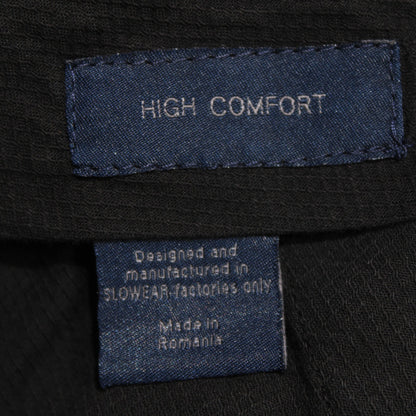 HIGH COMFORT
Designed and
manufactured in
SLOWEAR factories only
Made in
Romania